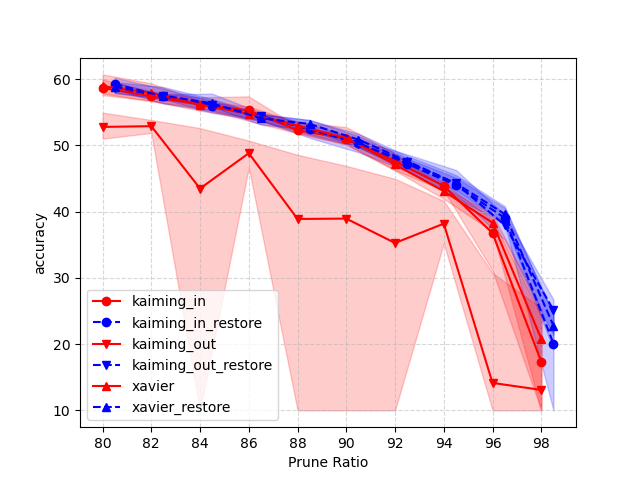 60
50
40
30
20
10
accuracy
kaiming_in
kaiming_in_restore
kaiming_out
kaiming_out_restore
xavier
xavier_restore
80 82 84 86 88 90 92 94 96 98
Prune Ratio